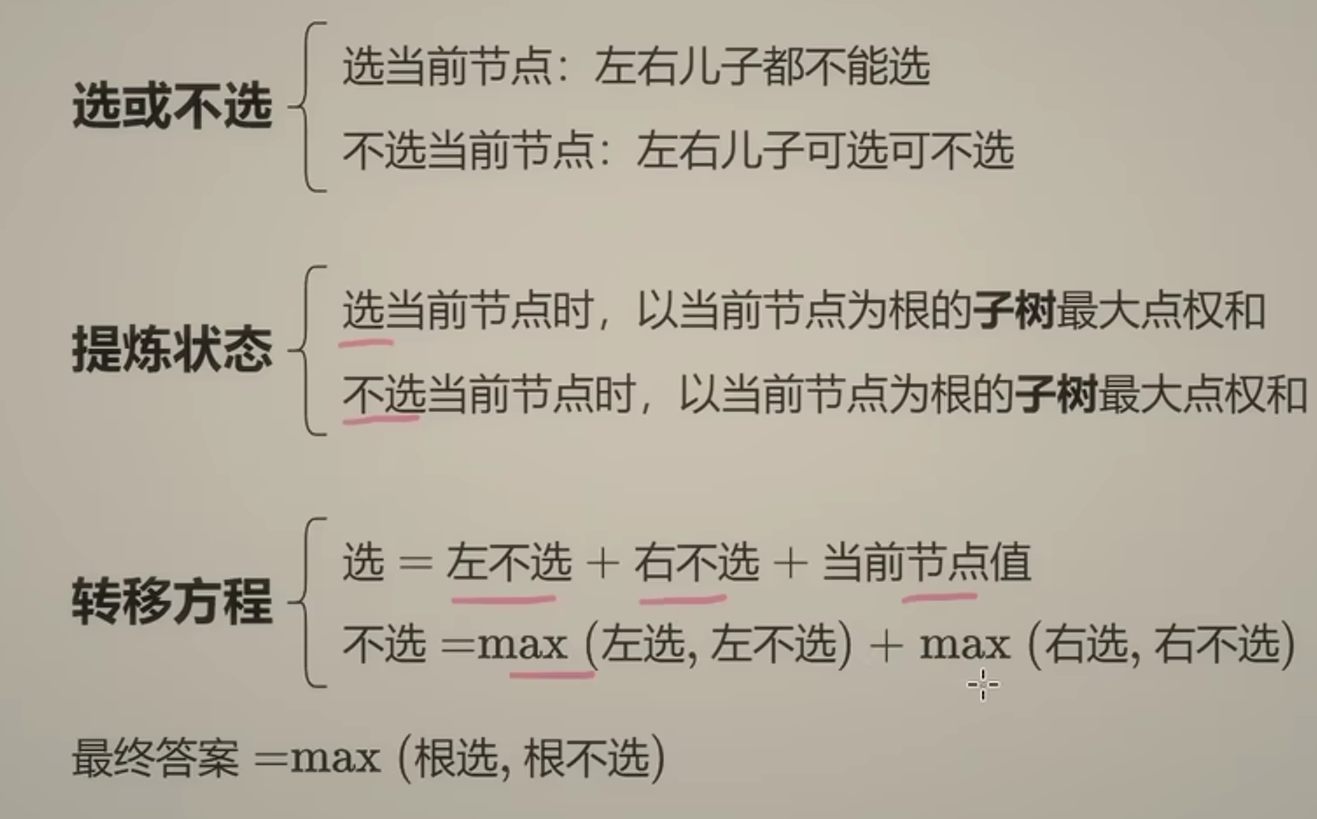 选或不选
选当前节点：左右儿子都不能选
不选当前节点：左右儿子可选可不选
提炼状态
选当前节点时，以当前节点为根的子树最大点权和
不选当前节点时，以当前节点为根的子树最大点权和
转移方程
选 = 左不选 + 右不选 + 当前节点值
不选 =max (左选, 左不选) + max (右选, 右不选)
最终答案 =max (根选, 根不选)